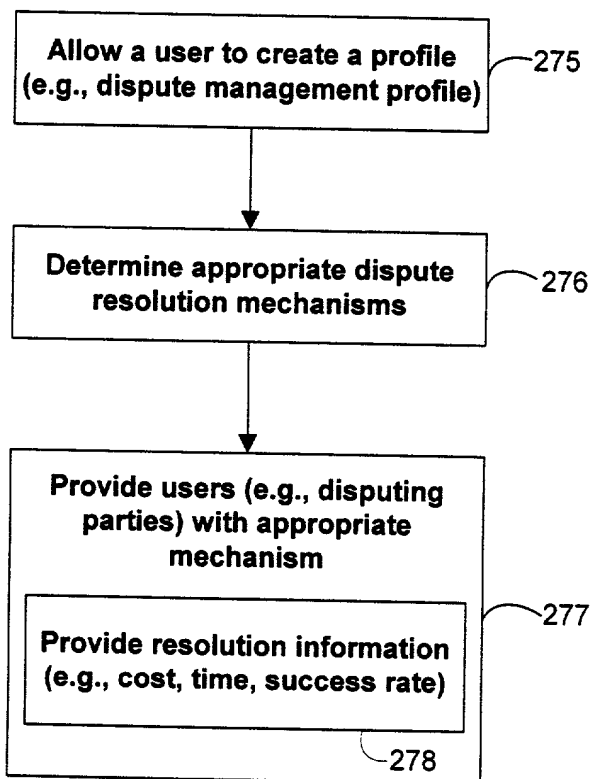 Allow a user to create a profile
(e.g., dispute management profile)
275
Determine appropriate dispute
resolution mechanisms
276
Provide users (e.g., disputing
parties) with appropriate
mechanism
277
Provide resolution information
(e.g., cost, time, success rate)
278